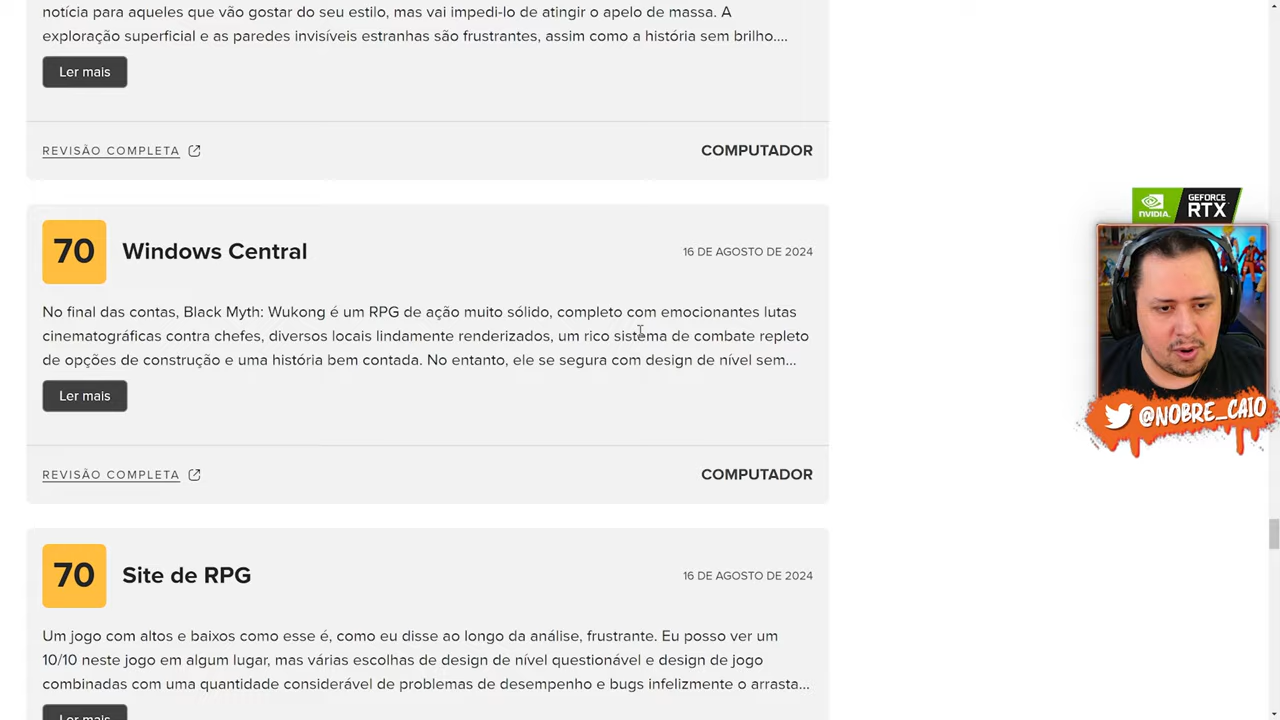 notícia para aqueles que vão gostar do seu estilo, mas vai impedi-lo de atingir o apelo de massa. A
exploração superficial e as paredes invisíveis estranhas são frustrantes, assim como a história sem brilho....
Ler mais
REVISÃO COMPLETA
COMPUTADOR
70
Windows Central
16 DE AGOSTO DE 2024
No final das contas, Black Myth: Wukong é um RPG de ação muito sólido, completo com emocionantes lutas
cinematográficas contra chefes, diversos locais lindamente renderizados, um rico sistema de combate repleto
de opções de construção e uma história bem contada. No entanto, ele se segura com design de nível sem...
Ler mais
REVISÃO COMPLETA
COMPUTADOR
70
Site de RPG
16 DE AGOSTO DE 2024
Um jogo com altos e baixos como esse é, como eu disse ao longo da análise, frustrante. Eu posso ver um
10/10 neste jogo em algum lugar, mas várias escolhas de design de nível questionável e design de jogo
combinadas com uma quantidade considerável de problemas de desempenho e bugs infelizmente o arrasta...
Ler mais
NVIDIA.
GEFORCE
RTX
@NOBRE_CAIO